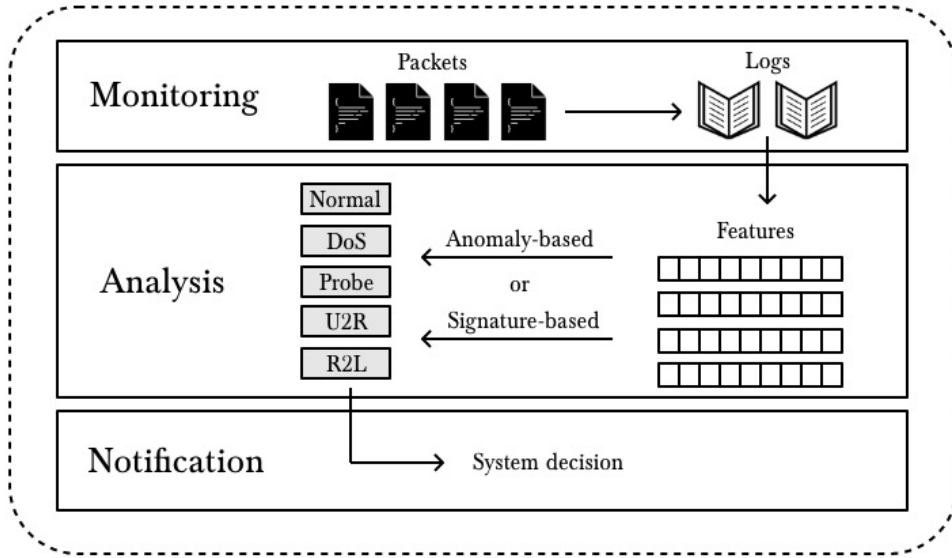 Monitoring
Packets
Logs
Analysis
Normal
DoS
Probe
U2R
R2L
Anomaly-based
or
Signature-based
Features
Notification
System decision